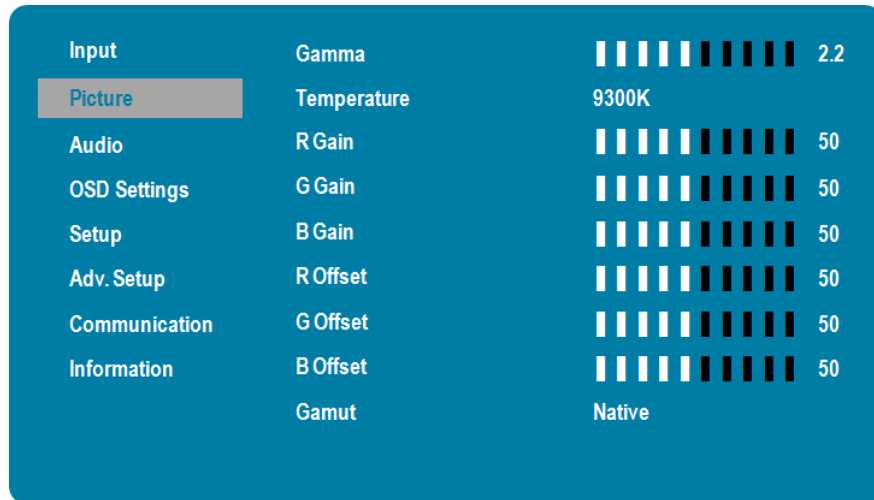 Input Gamma 2.2
Picture Temperature 9300K
Audio R Gain 50
OSD Settings G Gain 50
Setup B Gain 50
Adv. Setup R Offset 50
Communication G Offset 50
Information B Offset 50
Gamut Native